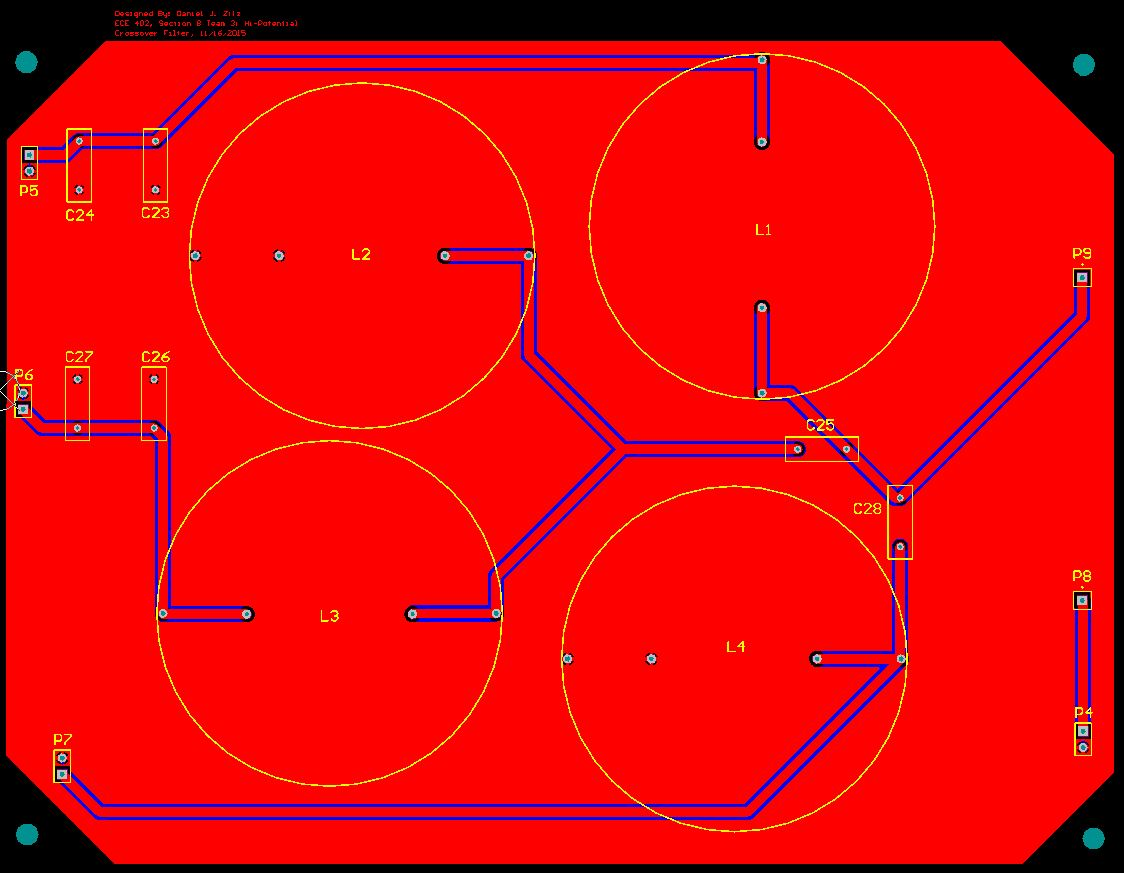 Designed By: Daniel J. Zilz
ECE 402, Section B Team 3: Hi-Potential
Crossover Filter, 11/16/2015
P5
C24
C23
L2
L1
P9
C27
C26
P6
C25
C28
L3
L4
P8
P4
P7